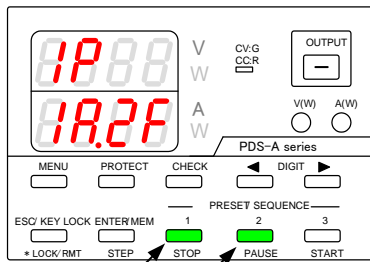 1P
V
W
CV:G
CC:R
OUTPUT
1A.2F
A
W
V(W) A(W)
PDS-A series
MENU PROTECT CHECK ◀ DIGIT ▶
PRESET/ SEQUENCE
ESC/ KEY LOCK ENTER/MEM 1 2 3
* LOCK/ RMT STEP STOP PAUSE START